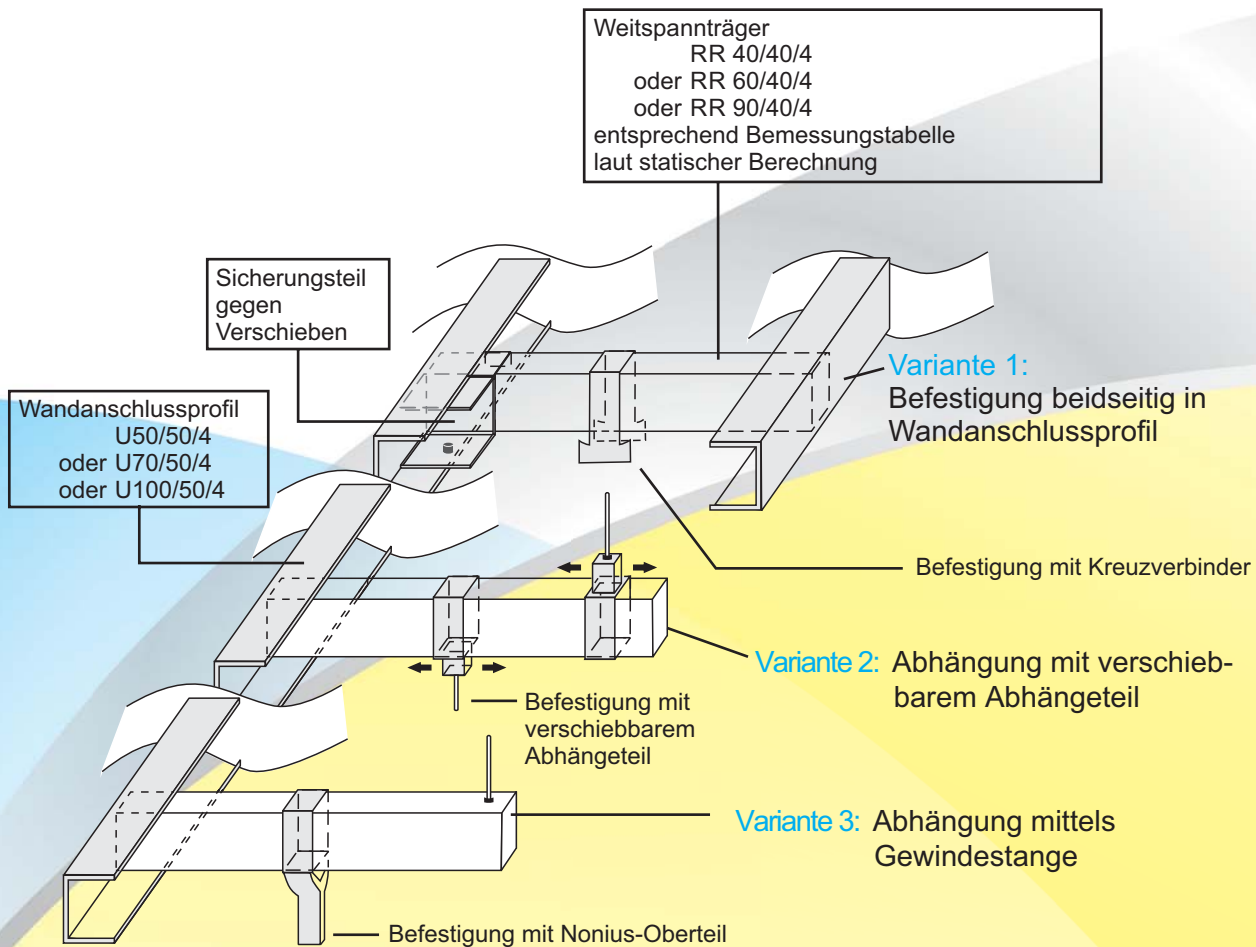 Weitspannträger
RR 40/40/4
oder RR 60/40/4
oder RR 90/40/4
entsprechend Bemessungstabelle
laut statischer Berechnung
Sicherungsteil
gegen
Verschieben
Wandanschlussprofil
U50/50/4
oder U70/50/4
oder U100/50/4
Variante 1:
Befestigung beidseitig in
Wandanschlussprofil
Befestigung mit Kreuzverbinder
Variante 2: Abhängung mit verschieb-
barem Abhängeteil
Befestigung mit
verschiebbarem
Abhängeteil
Variante 3: Abhängung mittels
Gewindestange
Befestigung mit Nonius-Oberteil